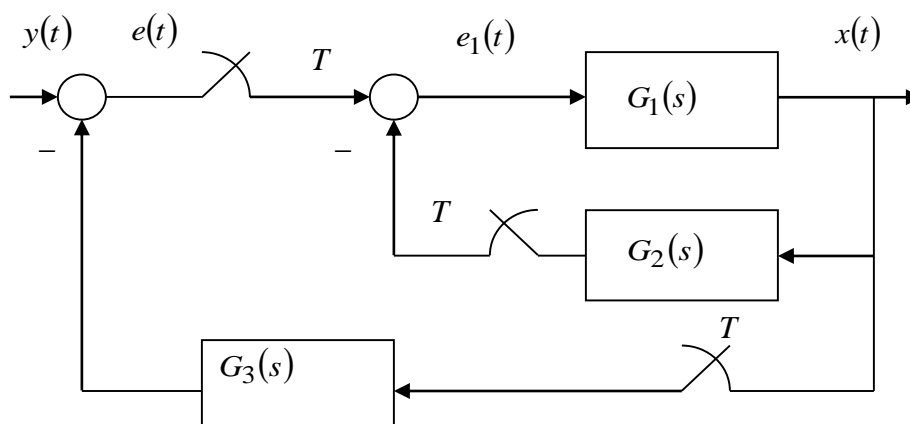 y(t) e(t) T e₁(t) x(t)
G₁(s)
− −
T G₂(s)
T
G₃(s)